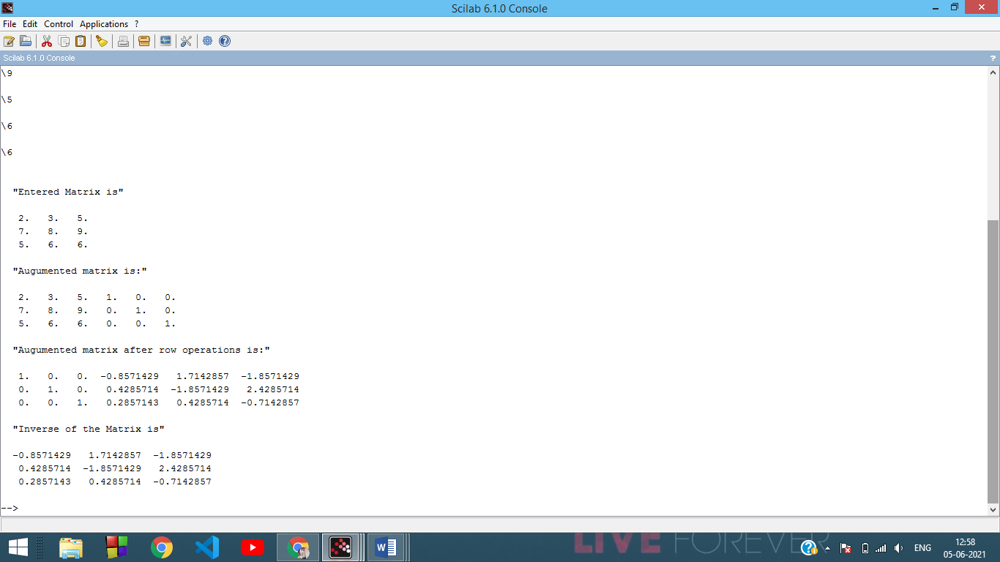 Scilab 6.1.0 Console
File Edit Control Applications ?
Scilab 6.1.0 Console ?
\9
\5
\6
\6
"Entered Matrix is"
2. 3. 5.
7. 8. 9.
5. 6. 6.
"Augumented matrix is:"
2. 3. 5. 1. 0. 0.
7. 8. 9. 0. 1. 0.
5. 6. 6. 0. 0. 1.
"Augumented matrix after row operations is:"
1. 0. 0. -0.8571429 1.7142857 -1.8571429
0. 1. 0. 0.4285714 -1.8571429 2.4285714
0. 0. 1. 0.2857143 0.4285714 -0.7142857
"Inverse of the Matrix is"
-0.8571429 1.7142857 -1.8571429
0.4285714 -1.8571429 2.4285714
0.2857143 0.4285714 -0.7142857
-->
LIVE FOREVER
ENG
12:58
05-06-2021